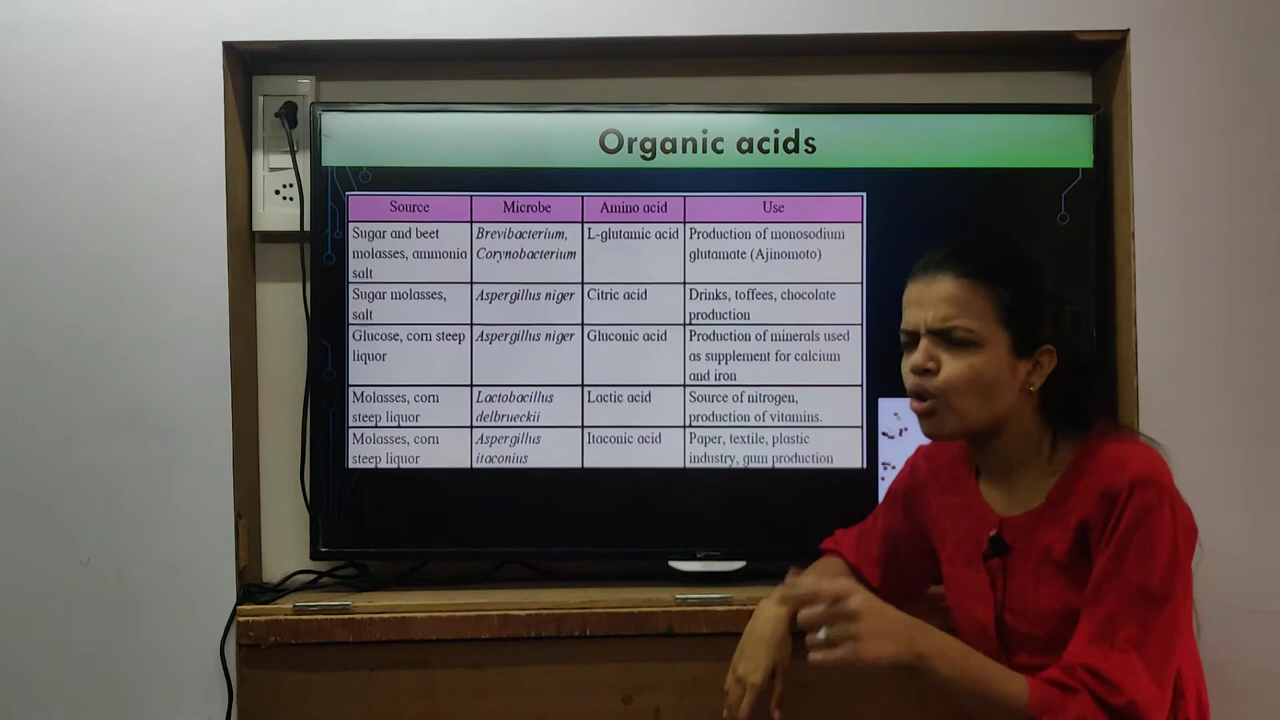 Organic acids
Source Microbe Amino acid Use
Sugar and beet Brevibacterium, L-glutamic acid Production of monosodium
molasses, ammonia Corynobacterium glutamate (Ajinomoto)
salt
Sugar molasses, Aspergillus niger Citric acid Drinks, toffees, chocolate
salt production
Glucose, corn steep Aspergillus niger Gluconic acid Production of minerals used
liquor as supplement for calcium
and iron
Molasses, corn Lactobacillus Lactic acid Source of nitrogen,
steep liquor delbrueckii production of vitamins.
Molasses, corn Aspergillus Itaconic acid Paper, textile, plastic
steep liquor itaconius industry, gum production